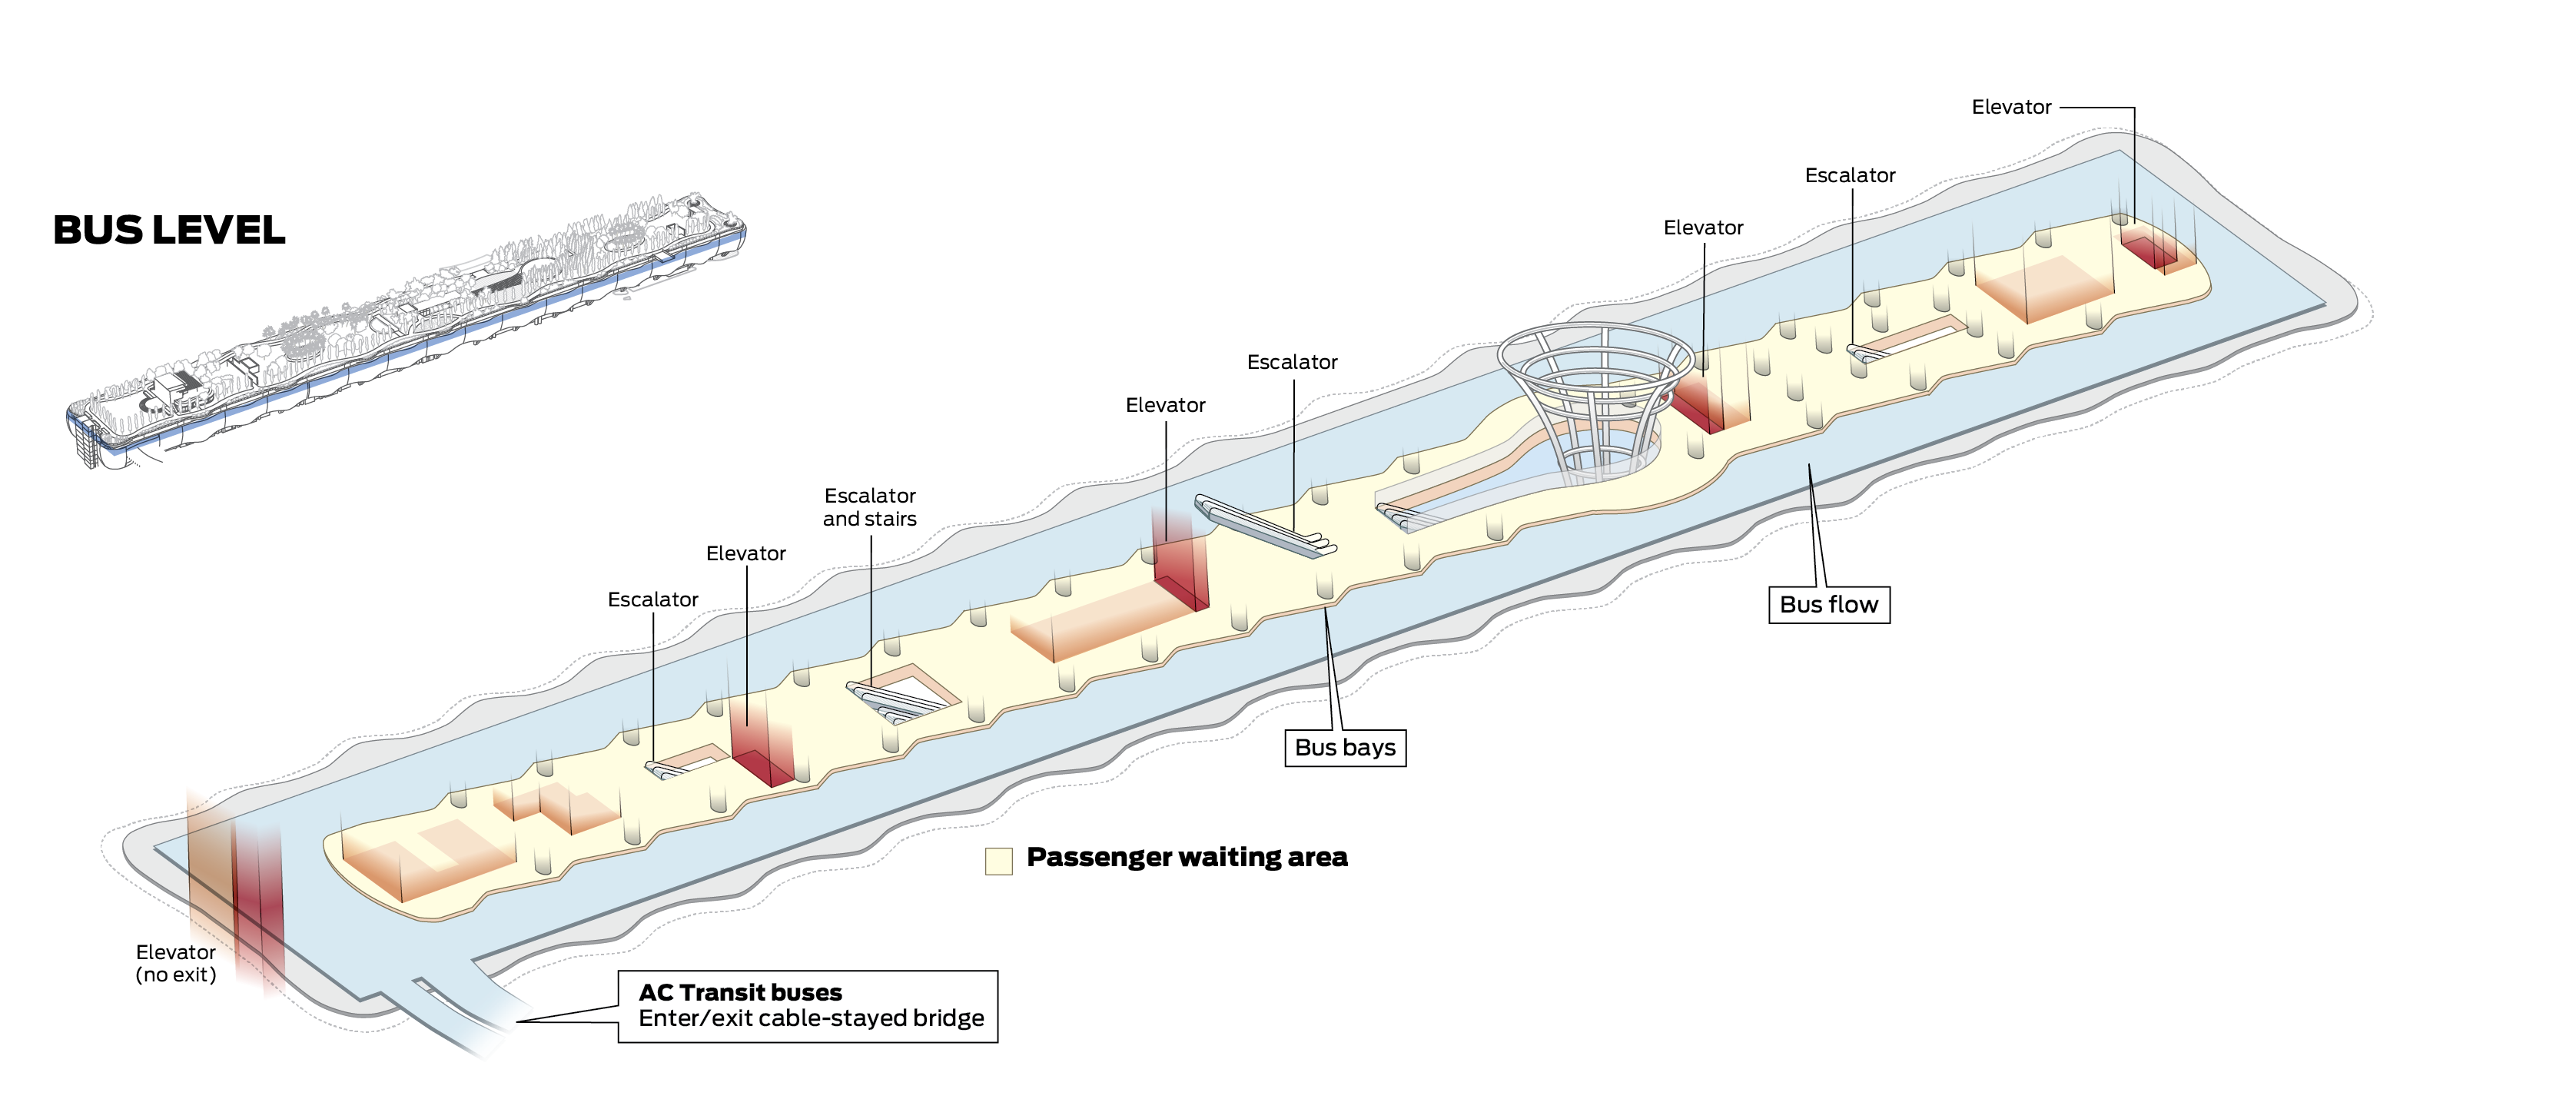 BUS LEVEL
Elevator
Escalator
Elevator
Escalator
Elevator
Escalator
and stairs
Elevator
Escalator
Bus flow
Bus bays
Passenger waiting area
Elevator
(no exit)
AC Transit buses
Enter/exit cable-stayed bridge